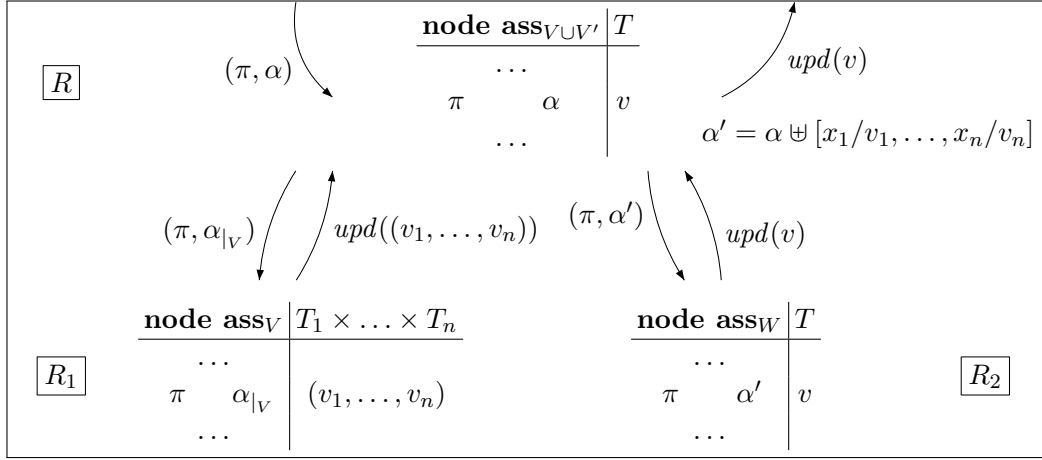 node ass_{V∪V′} T
R (π, α) … upd(v)
π α v
… α′ = α ⊎ [x_1/v_1, . . . , x_n/v_n]
(π, α_{|V}) upd((v_1, . . . , v_n)) (π, α′) upd(v)
node ass_V T_1 × . . . × T_n node ass_W T
… …
R_1 π α_{|V} (v_1, . . . , v_n) π α′ v R_2
… …